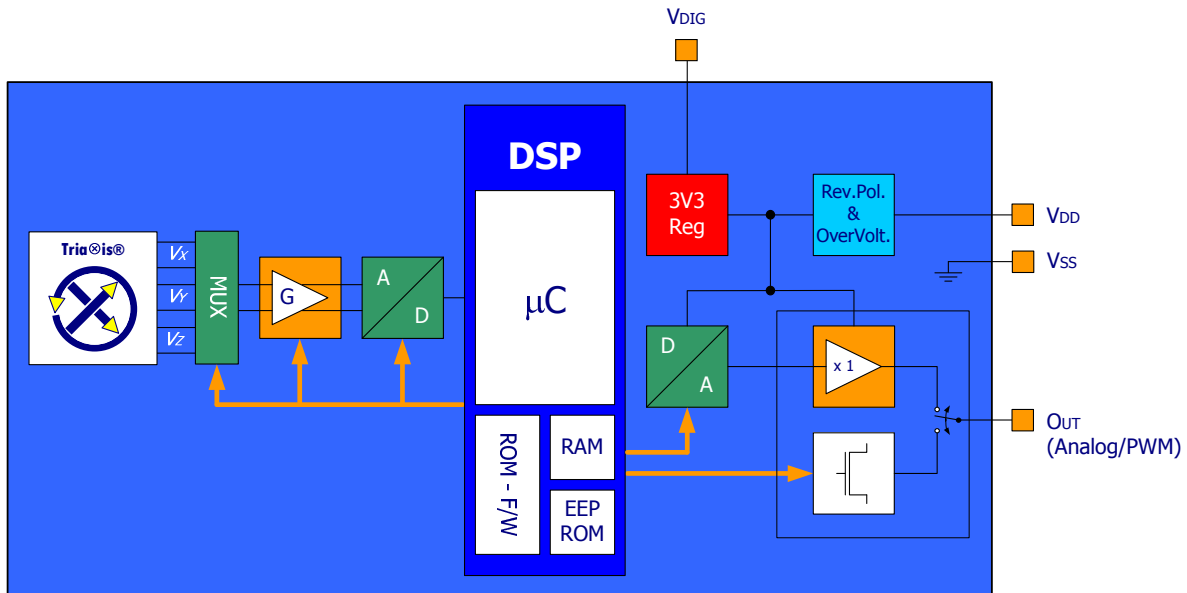 VDIG
DSP
3V3
Reg
Rev.Pol.
&
OverVolt.
VDD
VSS
Tria⊗is®
VX
VY
VZ
MUX
G
A
D
µC
D
A
x 1
OUT
(Analog/PWM)
ROM - F/W
RAM
EEP
ROM